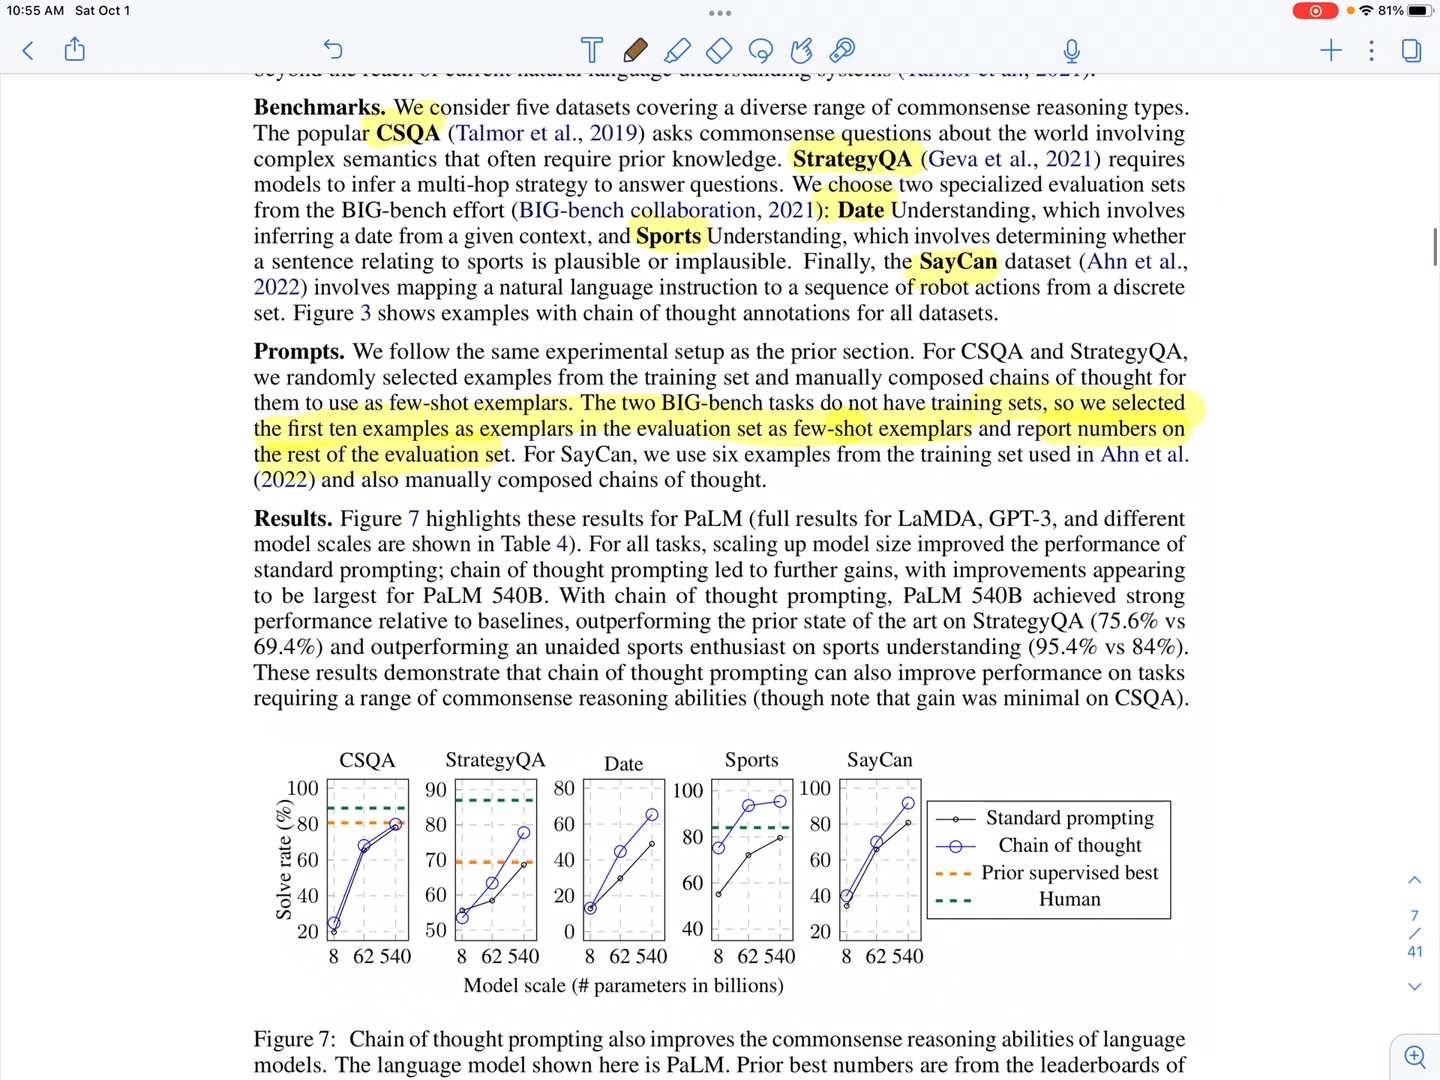 10:55 AM Sat Oct 1
81%
Benchmarks. We consider five datasets covering a diverse range of commonsense reasoning types.
The popular CSQA (Talmor et al., 2019) asks commonsense questions about the world involving
complex semantics that often require prior knowledge. StrategyQA (Geva et al., 2021) requires
models to infer a multi-hop strategy to answer questions. We choose two specialized evaluation sets
from the BIG-bench effort (BIG-bench collaboration, 2021): Date Understanding, which involves
inferring a date from a given context, and Sports Understanding, which involves determining whether
a sentence relating to sports is plausible or implausible. Finally, the SayCan dataset (Ahn et al.,
2022) involves mapping a natural language instruction to a sequence of robot actions from a discrete
set. Figure 3 shows examples with chain of thought annotations for all datasets.
Prompts. We follow the same experimental setup as the prior section. For CSQA and StrategyQA,
we randomly selected examples from the training set and manually composed chains of thought for
them to use as few-shot exemplars. The two BIG-bench tasks do not have training sets, so we selected
the first ten examples as exemplars in the evaluation set as few-shot exemplars and report numbers on
the rest of the evaluation set. For SayCan, we use six examples from the training set used in Ahn et al.
(2022) and also manually composed chains of thought.
Results. Figure 7 highlights these results for PaLM (full results for LaMDA, GPT-3, and different
model scales are shown in Table 4). For all tasks, scaling up model size improved the performance of
standard prompting; chain of thought prompting led to further gains, with improvements appearing
to be largest for PaLM 540B. With chain of thought prompting, PaLM 540B achieved strong
performance relative to baselines, outperforming the prior state of the art on StrategyQA (75.6% vs
69.4%) and outperforming an unaided sports enthusiast on sports understanding (95.4% vs 84%).
These results demonstrate that chain of thought prompting can also improve performance on tasks
requiring a range of commonsense reasoning abilities (though note that gain was minimal on CSQA).
CSQA StrategyQA Date Sports SayCan
100 90 80 100 100
80 80 60 80 80
60 70 40 60 60
40 60 20 40 40
20 50 0 20
Solve rate (%)
8 62 540 8 62 540 8 62 540 8 62 540 8 62 540
Model scale (# parameters in billions)
Standard prompting
Chain of thought
Prior supervised best
Human
7
/
41
Figure 7: Chain of thought prompting also improves the commonsense reasoning abilities of language
models. The language model shown here is PaLM. Prior best numbers are from the leaderboards of